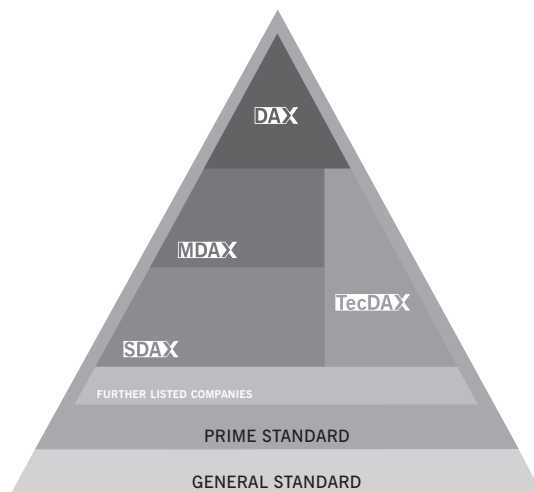 DAX
MDAX
TecDAX
SDAX
FURTHER LISTED COMPANIES
PRIME STANDARD
GENERAL STANDARD